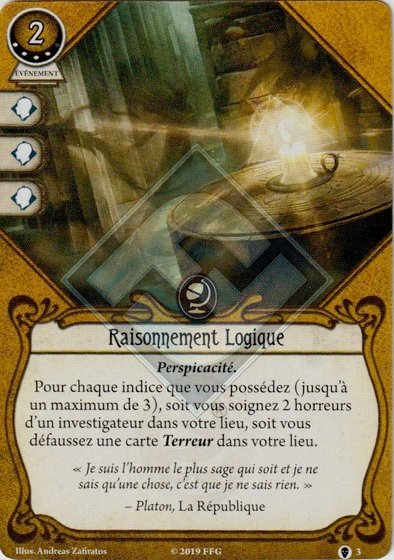 2
ÉVÉNEMENT
Raisonnement Logique
Perspicacité.
Pour chaque indice que vous possédez (jusqu'à
un maximum de 3), soit vous soignez 2 horreurs
d'un investigateur dans votre lieu, soit vous
défaussez une carte Terreur dans votre lieu.
« Je suis l'homme le plus sage qui soit et je ne
sais qu'une chose, c'est que je ne sais rien. »
– Platon, La République
Illus. Andreas Zafiratos
© 2019 FFG
3